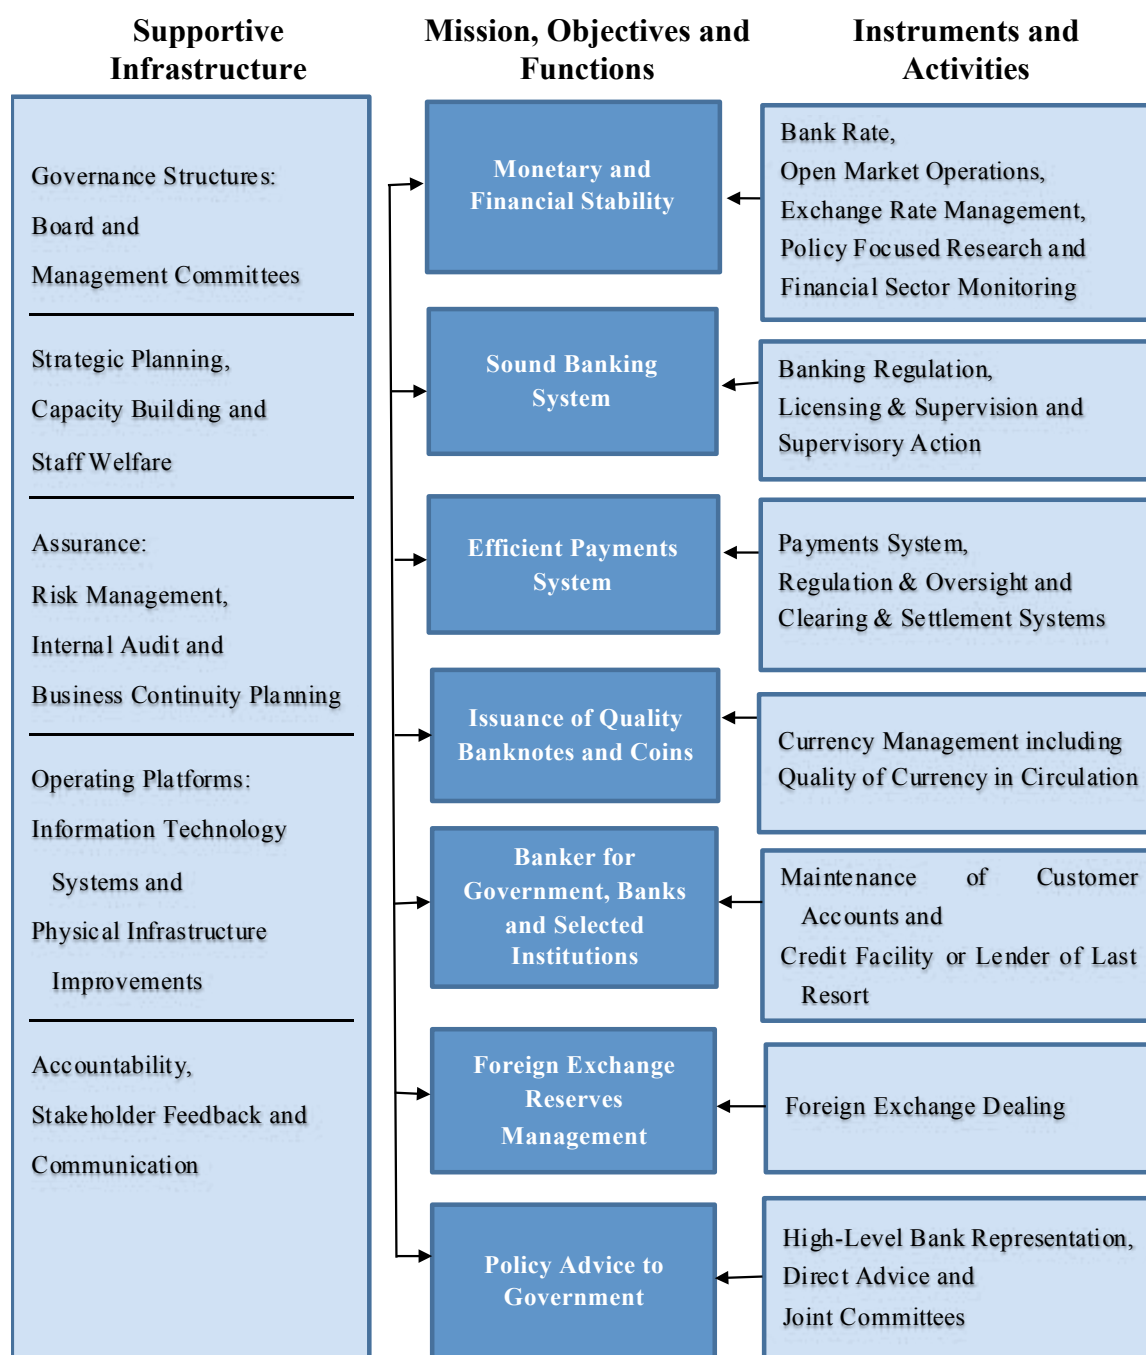 Supportive
Infrastructure
Mission, Objectives and
Functions
Instruments and
Activities
Governance Structures:
Board and
Management Committees
Strategic Planning,
Capacity Building and
Staff Welfare
Assurance:
Risk Management,
Internal Audit and
Business Continuity Planning
Operating Platforms:
Information Technology
Systems and
Physical Infrastructure
Improvements
Accountability,
Stakeholder Feedback and
Communication
Monetary and
Financial Stability
Sound Banking
System
Efficient Payments
System
Issuance of Quality
Banknotes and Coins
Banker for
Government, Banks
and Selected
Institutions
Foreign Exchange
Reserves
Management
Policy Advice to
Government
Bank Rate,
Open Market Operations,
Exchange Rate Management,
Policy Focused Research and
Financial Sector Monitoring
Banking Regulation,
Licensing & Supervision and
Supervisory Action
Payments System,
Regulation & Oversight and
Clearing & Settlement Systems
Currency Management including
Quality of Currency in Circulation
Maintenance of Customer
Accounts and
Credit Facility or Lender of Last
Resort
Foreign Exchange Dealing
High-Level Bank Representation,
Direct Advice and
Joint Committees